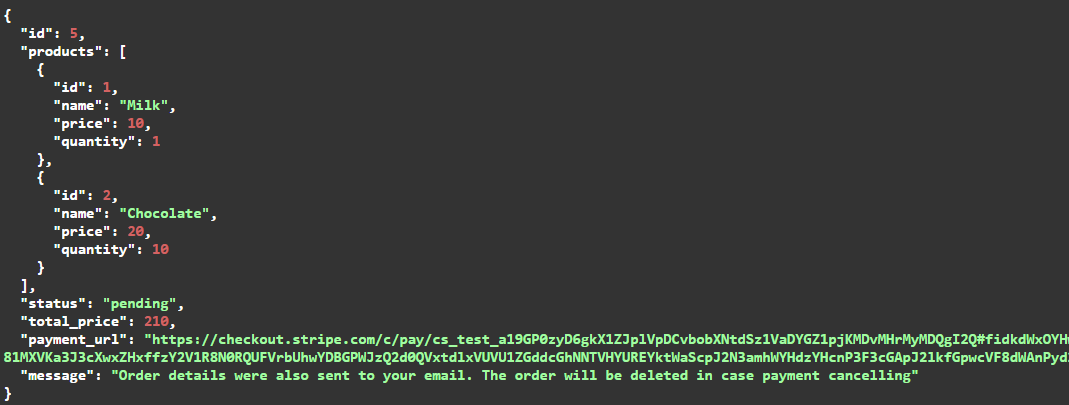 {
"id": 5,
"products": [
{
"id": 1,
"name": "Milk",
"price": 10,
"quantity": 1
},
{
"id": 2,
"name": "Chocolate",
"price": 20,
"quantity": 10
}
],
"status": "pending",
"total_price": 210,
"payment_url": "https://checkout.stripe.com/c/pay/cs_test_a19GP0zyD6gkX1ZJplVpDCvbobXNtdSz1VaDYGZ1pjKMDvMHrMyMDQgI2Q#fidkdWxOYH
81MXVKa3J3cXwxZHxffzY2V1R8N0RQUFVrbUhwYDBGPWJzQ2d0QVxtdlxVUVU1ZGddcGhNNTVHYUREYktWaScpJ2N3amhWYHdzYHcnP3F3cGApJ2lkfGpwcVF8dWAnPyd
"message": "Order details were also sent to your email. The order will be deleted in case payment cancelling"
}